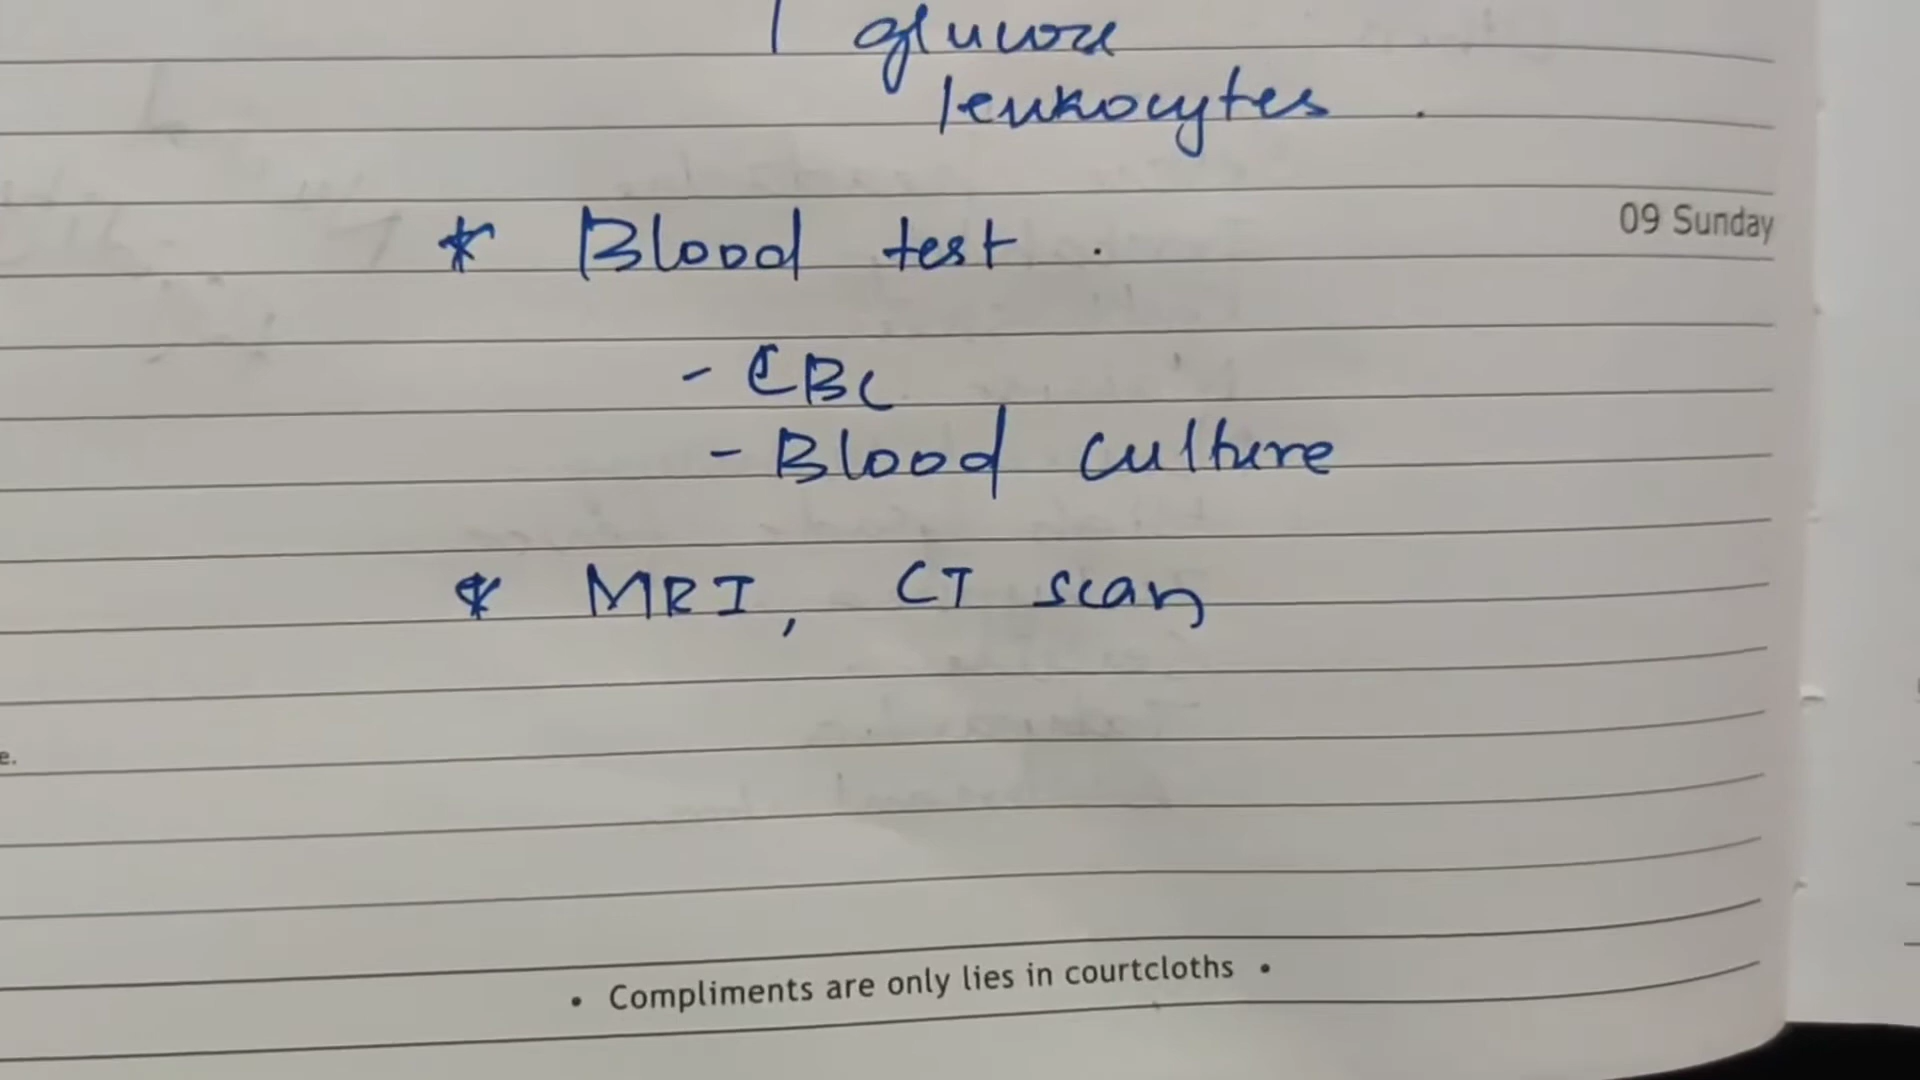 glucose
leukocytes .
09 Sunday
* Blood test .
- CBC
- Blood culture
* MRI, CT scan
e.
• Compliments are only lies in courtcloths •